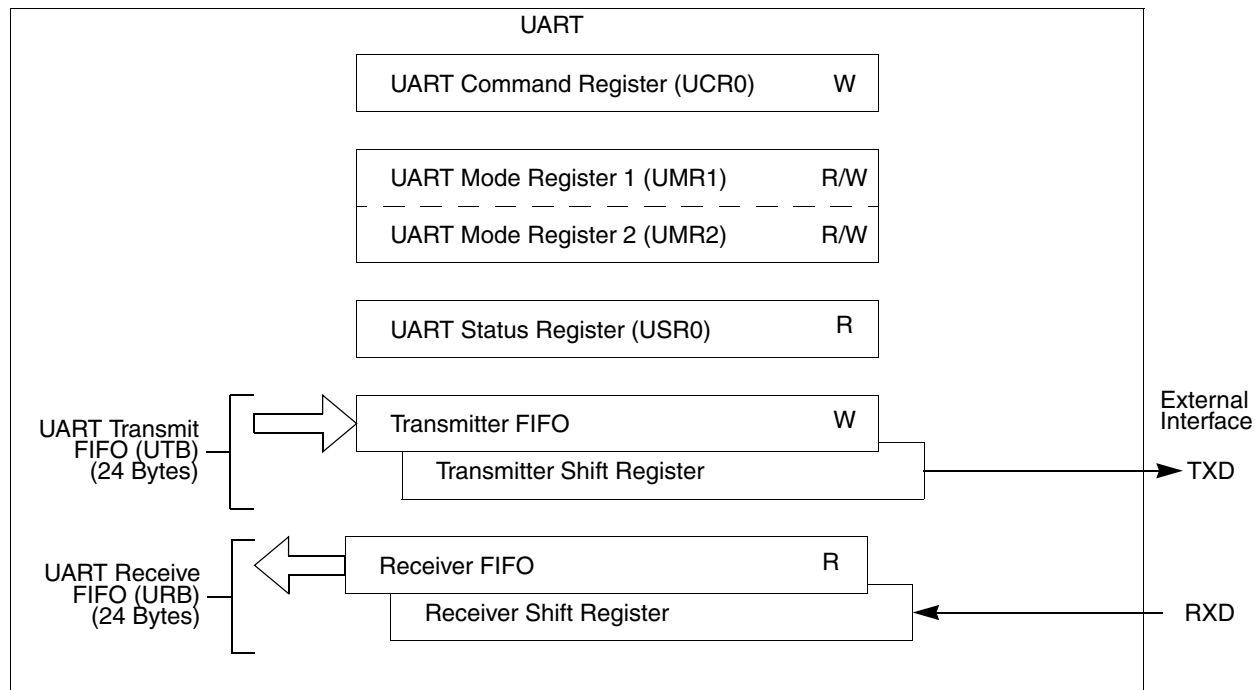 UART
UART Command Register (UCR0) W
UART Mode Register 1 (UMR1) R/W
UART Mode Register 2 (UMR2) R/W
UART Status Register (USR0) R
UART Transmit
FIFO (UTB)
(24 Bytes)
Transmitter FIFO W
Transmitter Shift Register
External
Interface
TXD
UART Receive
FIFO (URB)
(24 Bytes)
Receiver FIFO R
Receiver Shift Register
RXD